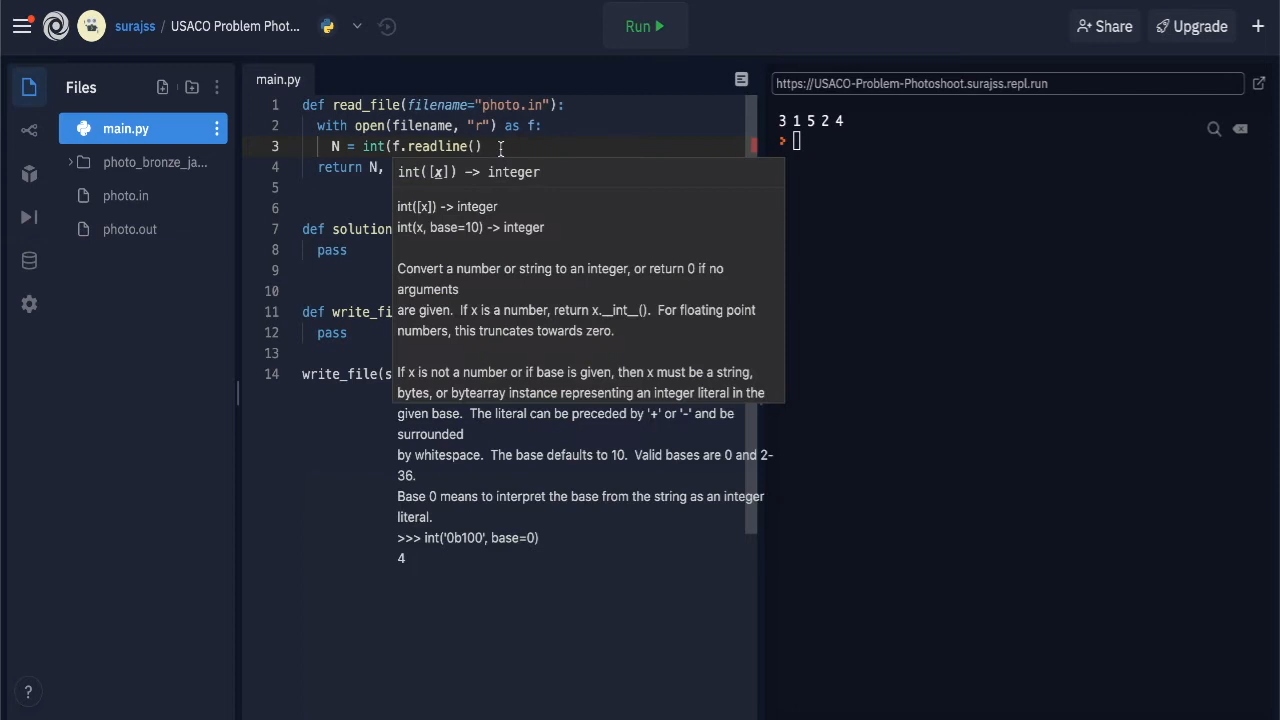 surajss / USACO Problem Phot...
Run
Share
Upgrade
+
Files
main.py
photo_bronze_ja...
photo.in
photo.out
?
main.py
1 def read_file(filename="photo.in"):
2 with open(filename, "r") as f:
3 N = int(f.readline()
4 return N,
5
6
7 def solution
8 pass
9
10
11 def write_fi
12 pass
13
14 write_file(s
int([x]) -> integer
int([x]) -> integer
int(x, base=10) -> integer
Convert a number or string to an integer, or return 0 if no
arguments
are given. If x is a number, return x.__int__(). For floating point
numbers, this truncates towards zero.
If x is not a number or if base is given, then x must be a string,
bytes, or bytearray instance representing an integer literal in the
given base. The literal can be preceded by '+' or '-' and be
surrounded
by whitespace. The base defaults to 10. Valid bases are 0 and 2-
36.
Base 0 means to interpret the base from the string as an integer
literal.
>>> int('0b100', base=0)
4
https://USACO-Problem-Photoshoot.surajss.repl.run
3 1 5 2 4